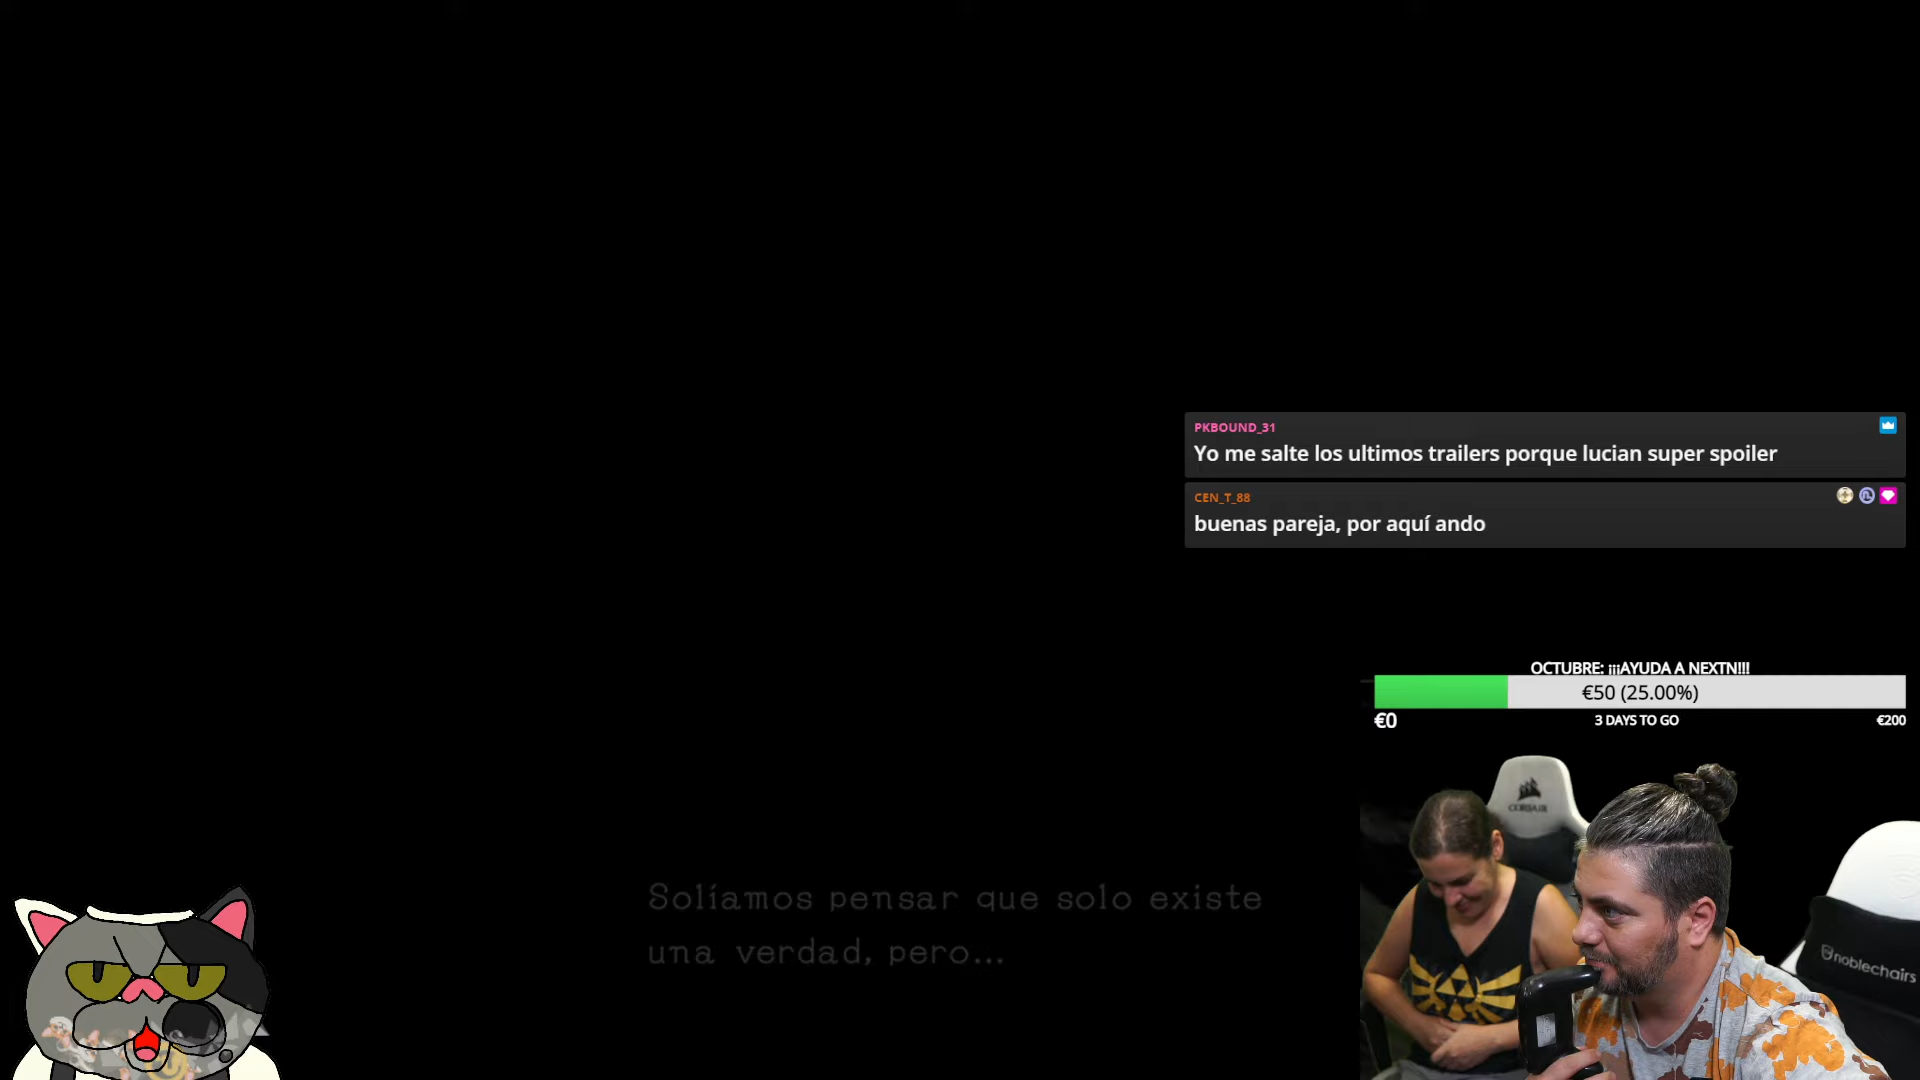 PKBOUND_31
Yo me salte los ultimos trailers porque lucian super spoiler
CEN_T_88
buenas pareja, por aquí ando
OCTUBRE: ¡¡¡AYUDA A NEXTN!!!
€50 (25.00%)
€0
3 DAYS TO GO
€200
CORSAIR
noblechairs
Solíamos pensar que solo existe
una verdad, pero...